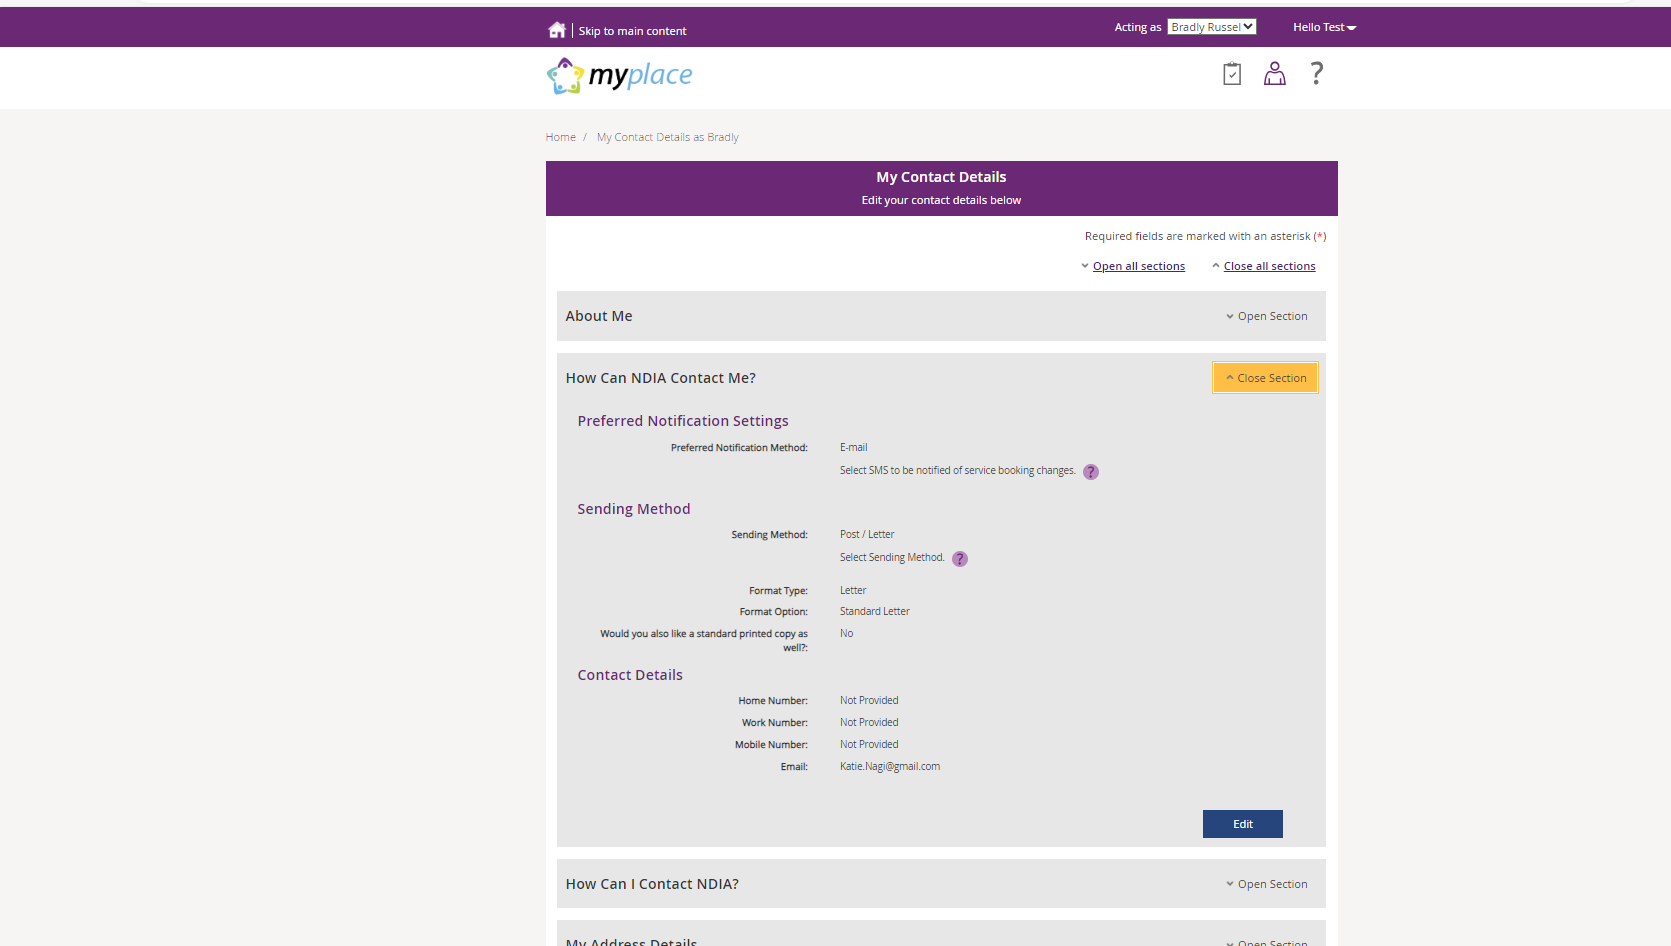 Skip to main content
Acting as Bradly Russel
Hello Test
myplace
?
Home / My Contact Details as Bradly
My Contact Details
Edit your contact details below
Required fields are marked with an asterisk (*)
Open all sections Close all sections
About Me Open Section
How Can NDIA Contact Me? Close Section
Preferred Notification Settings
Preferred Notification Method: E-mail
Select SMS to be notified of service booking changes. ?
Sending Method
Sending Method: Post / Letter
Select Sending Method. ?
Format Type: Letter
Format Option: Standard Letter
Would you also like a standard printed copy as No
well?:
Contact Details
Home Number: Not Provided
Work Number: Not Provided
Mobile Number: Not Provided
Email: Katie.Nagi@gmail.com
Edit
How Can I Contact NDIA? Open Section
My Address Details Open Section